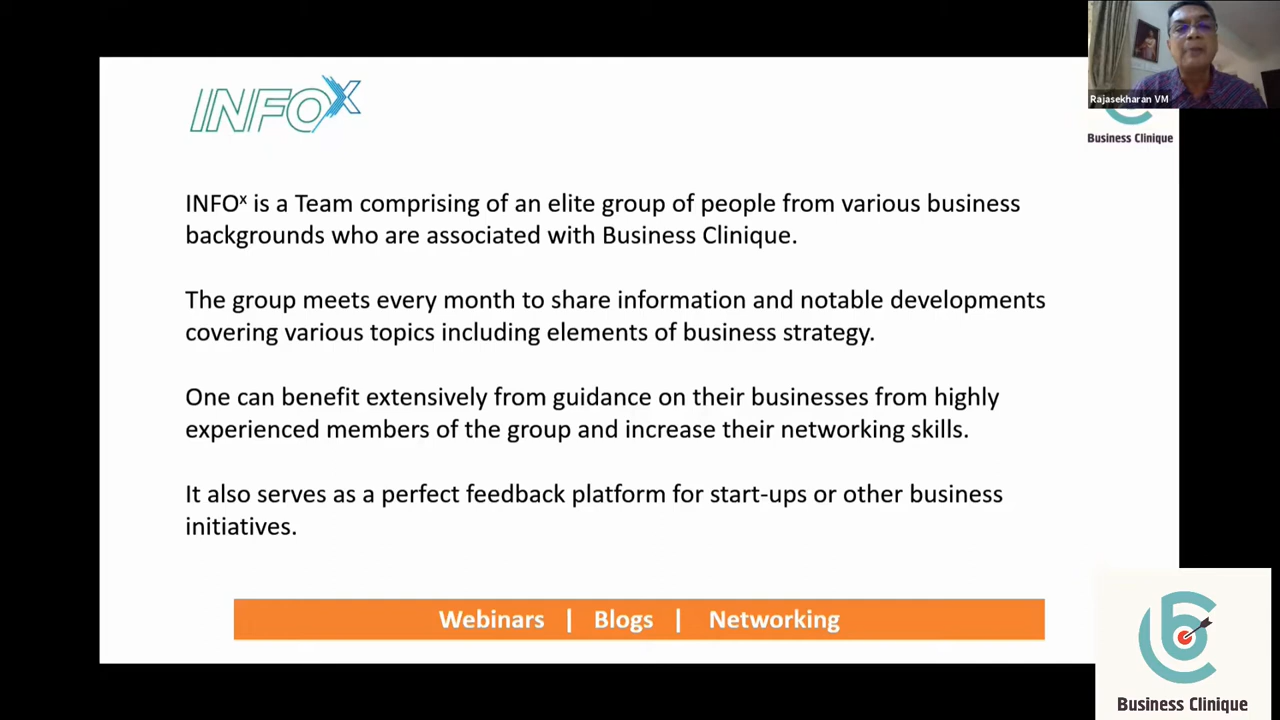 INFOX
Rajasekharan VM
Business Clinique
INFOˣ is a Team comprising of an elite group of people from various business
backgrounds who are associated with Business Clinique.
The group meets every month to share information and notable developments
covering various topics including elements of business strategy.
One can benefit extensively from guidance on their businesses from highly
experienced members of the group and increase their networking skills.
It also serves as a perfect feedback platform for start-ups or other business
initiatives.
Webinars | Blogs | Networking
Business Clinique